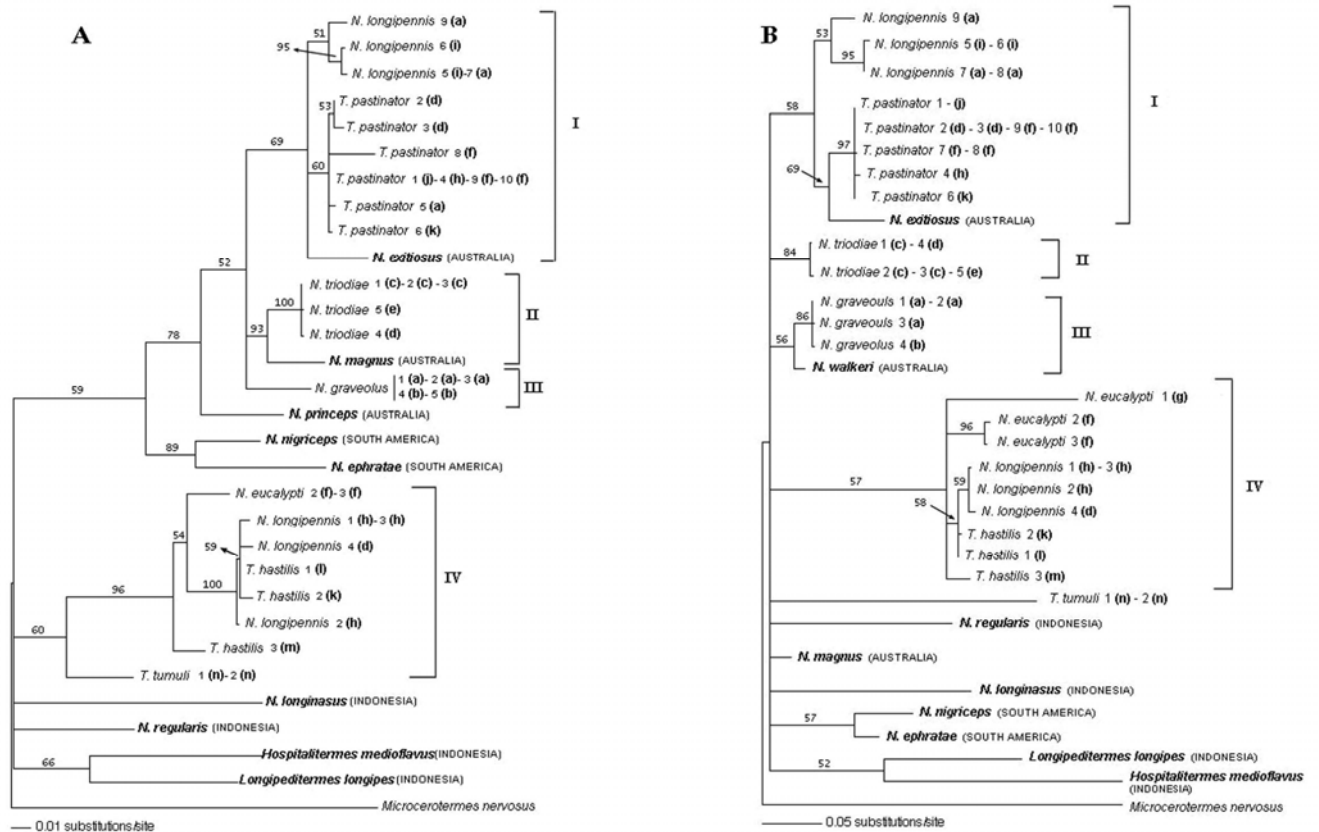 A
51
N. longipennis 9 (a)
95
N. longipennis 6 (i)
N. longipennis 5 (i)-7 (a)
53
T. pastinator 2 (d)
T. pastinator 3 (d)
69
T. pastinator 8 (f)
60
T. pastinator 1 (j)-4 (h)-9 (f)-10 (f)
T. pastinator 5 (a)
T. pastinator 6 (k)
N. exitiosus (AUSTRALIA)
I
52
N. triodiae 1 (c)- 2 (c) -3 (c)
100
N. triodiae 5 (e)
93
N. triodiae 4 (d)
N. magnus (AUSTRALIA)
II
78
N. graveolus
1 (a)- 2 (a)- 3 (a)
4 (b)- 5 (b)
III
59
N. princeps (AUSTRALIA)
N. nigriceps (SOUTH AMERICA)
89
N. ephratae (SOUTH AMERICA)
N. eucalypti 2 (f)- 3 (f)
54
N. longipennis 1 (h)- 3 (h)
59
N. longipennis 4 (d)
T. hastilis 1 (l)
96
100
T. hastilis 2 (k)
N. longipennis 2 (h)
60
T. hastilis 3 (m)
T. tumuli 1 (n)- 2 (n)
IV
N. longinasus (INDONESIA)
N. regularis (INDONESIA)
66
Hospitalitermes medioflavus (INDONESIA)
Longipeditermes longipes (INDONESIA)
Microcerotermes nervosus
0.01 substitutions/site
B
53
N. longipennis 9 (a)
N. longipennis 5 (i) - 6 (i)
95
N. longipennis 7 (a) - 8 (a)
58
T. pastinator 1 - (j)
T. pastinator 2 (d) - 3 (d) - 9 (f) - 10 (f)
97
T. pastinator 7 (f) - 8 (f)
69
T. pastinator 4 (h)
T. pastinator 6 (k)
N. exitiosus (AUSTRALIA)
I
84
N. triodiae 1 (c) - 4 (d)
N. triodiae 2 (c) - 3 (c) - 5 (e)
II
N. graveouls 1 (a) - 2 (a)
86
N. graveouls 3 (a)
56
N. graveolus 4 (b)
N. walkeri (AUSTRALIA)
III
N. eucalypti 1 (g)
96
N. eucalypti 2 (f)
N. eucalypti 3 (f)
N. longipennis 1 (h) - 3 (h)
57
59
N. longipennis 2 (h)
58
N. longipennis 4 (d)
T. hastilis 2 (k)
T. hastilis 1 (l)
T. hastilis 3 (m)
IV
T. tumuli 1 (n) - 2 (n)
N. regularis (INDONESIA)
N. magnus (AUSTRALIA)
N. longinasus (INDONESIA)
57
N. nigriceps (SOUTH AMERICA)
N. ephratae (SOUTH AMERICA)
Longipeditermes longipes (INDONESIA)
52
Hospitalitermes medioflavus
(INDONESIA)
Microcerotermes nervosus
0.05 substitutions/site